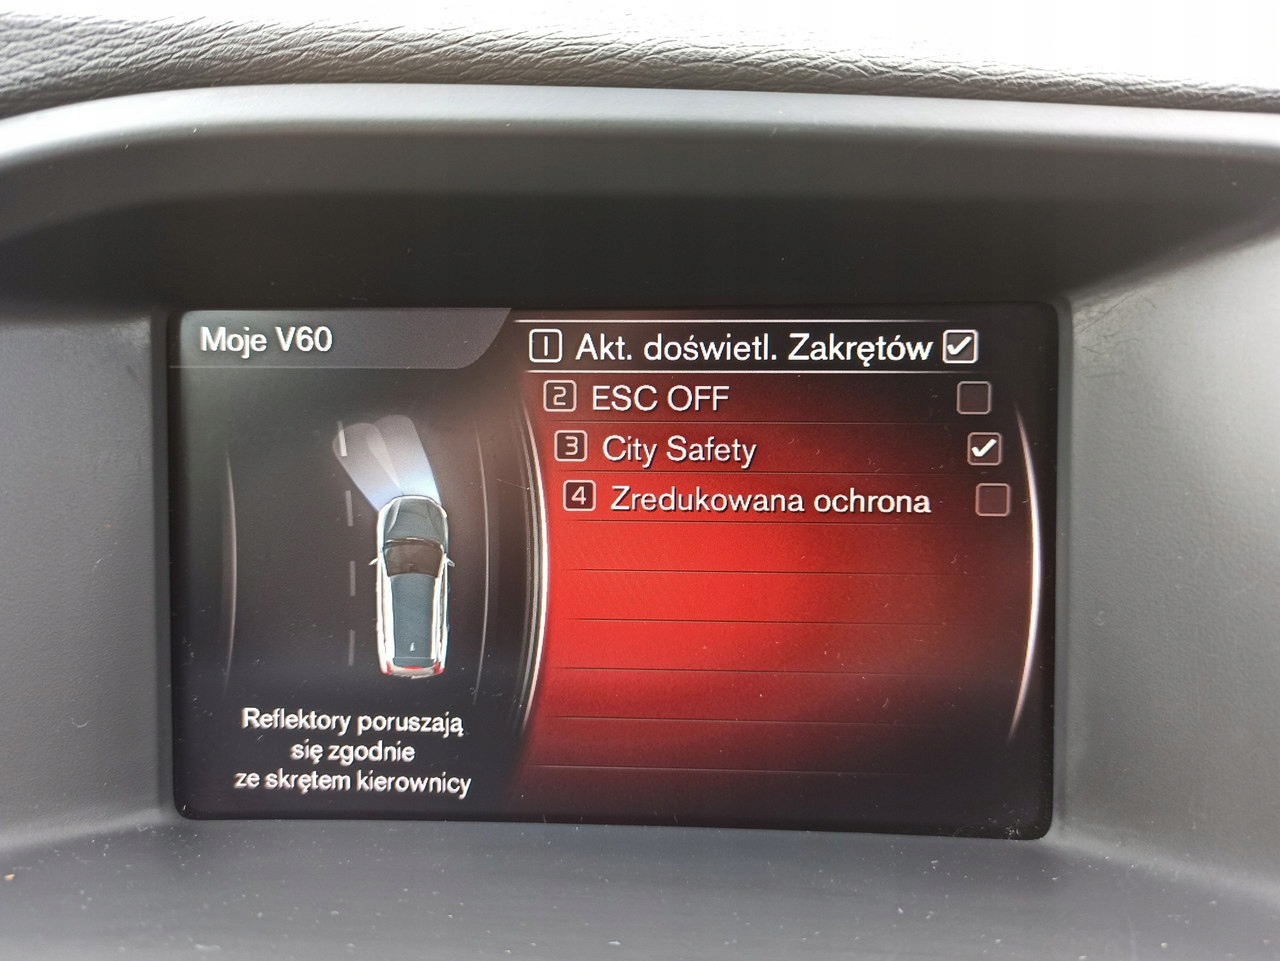 Moje V60
1 Akt. doświetl. Zakrętów
2 ESC OFF
3 City Safety
4 Zredukowana ochrona
Reflektory poruszają
się zgodnie
ze skrętem kierownicy